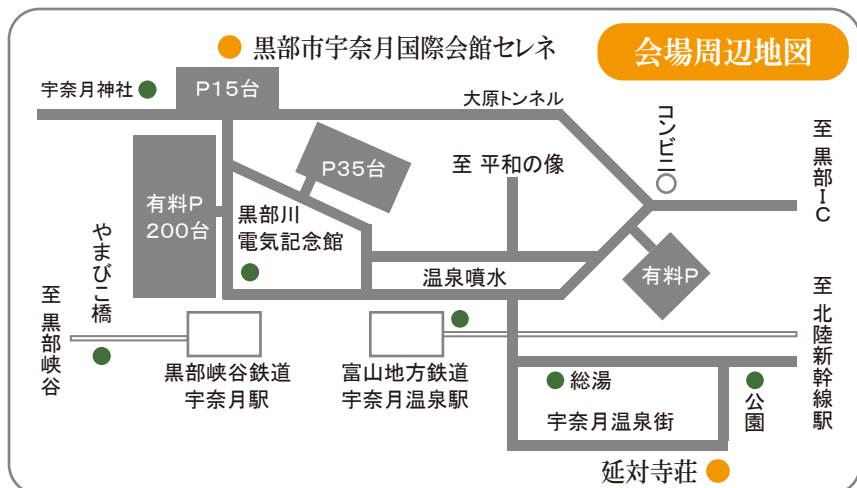 会場周辺地図
黒部市宇奈月国際会館セレネ
宇奈月神社
P15台
大原トンネル
コンビニ
至 黒部IC
P35台
至 平和の像
有料P
200台
黒部川
電気記念館
やまびこ橋
温泉噴水
有料P
至 黒部峡谷
至 北陸新幹線駅
黒部峡谷鉄道
宇奈月駅
富山地方鉄道
宇奈月温泉駅
総湯
公園
宇奈月温泉街
延対寺荘